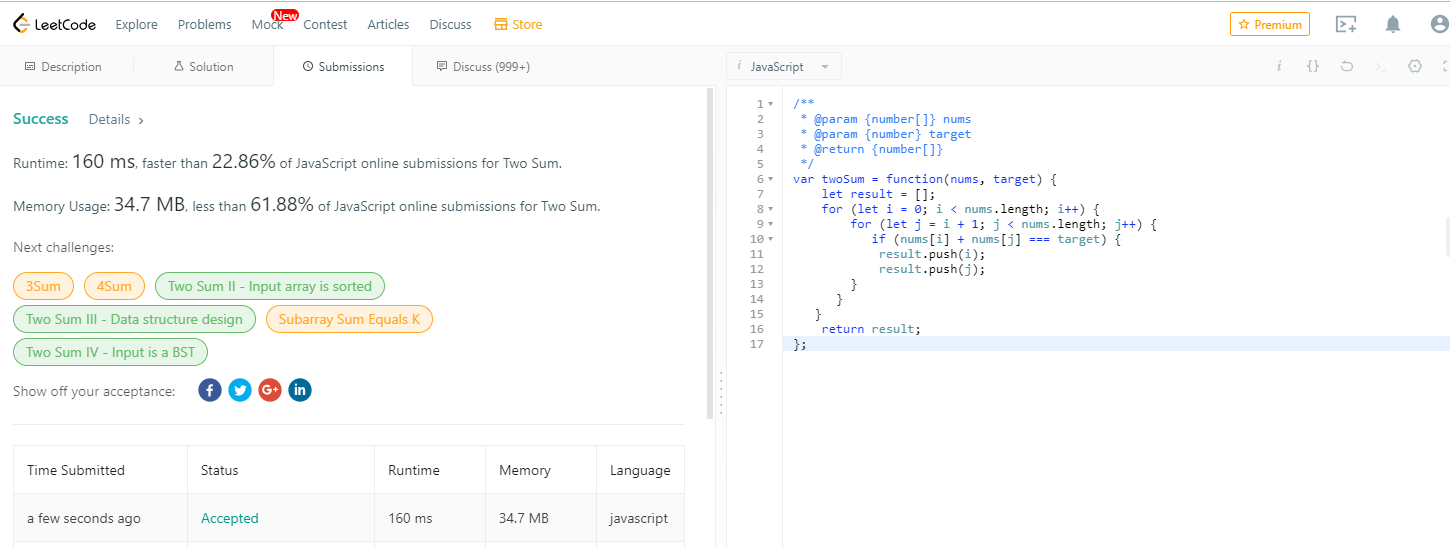 LeetCode Explore Problems Mock New Contest Articles Discuss Store Premium
Description Solution Submissions Discuss (999+)
i JavaScript
i {} >_
Success Details >
Runtime: 160 ms, faster than 22.86% of JavaScript online submissions for Two Sum.
Memory Usage: 34.7 MB, less than 61.88% of JavaScript online submissions for Two Sum.
Next challenges:
3Sum 4Sum Two Sum II - Input array is sorted
Two Sum III - Data structure design Subarray Sum Equals K
Two Sum IV - Input is a BST
Show off your acceptance: f G+ in
Time Submitted Status Runtime Memory Language
a few seconds ago Accepted 160 ms 34.7 MB javascript
1 /**
2 * @param {number[]} nums
3 * @param {number} target
4 * @return {number[]}
5 */
6 var twoSum = function(nums, target) {
7 let result = [];
8 for (let i = 0; i < nums.length; i++) {
9 for (let j = i + 1; j < nums.length; j++) {
10 if (nums[i] + nums[j] === target) {
11 result.push(i);
12 result.push(j);
13 }
14 }
15 }
16 return result;
17 };